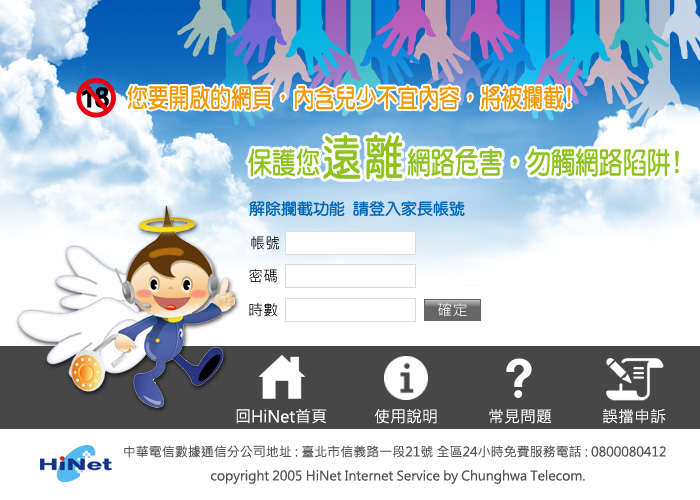 18
您要開啟的網頁，內含兒少不宜內容，將被攔截!
保護您遠離網路危害，勿觸網路陷阱!
解除攔截功能 請登入家長帳號
帳號
密碼
時數
確定
回HiNet首頁
使用說明
常見問題
誤擋申訴
HiNet
中華電信數據通信分公司地址 : 臺北市信義路一段21號 全區24小時免費服務電話 : 0800080412
copyright 2005 HiNet Internet Service by Chunghwa Telecom.